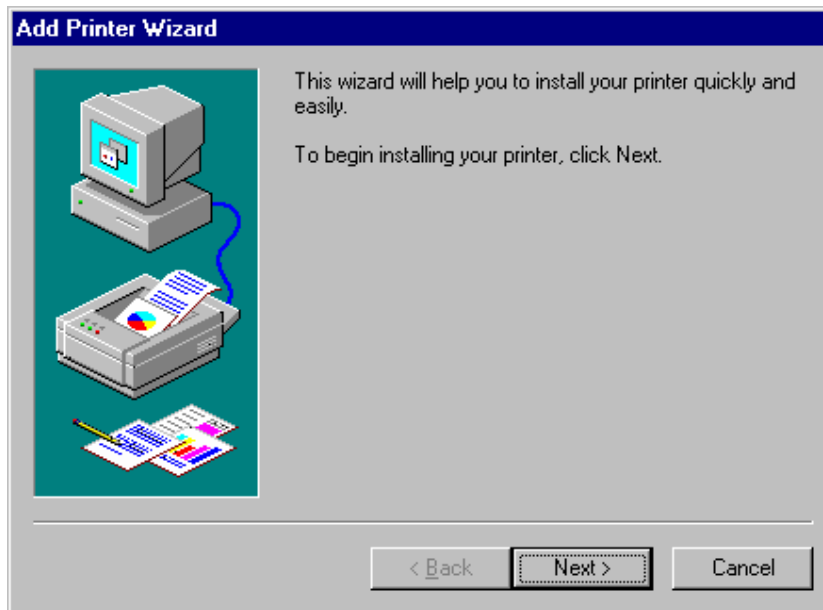 Add Printer Wizard
This wizard will help you to install your printer quickly and
easily.
To begin installing your printer, click Next.
< Back
Next >
Cancel